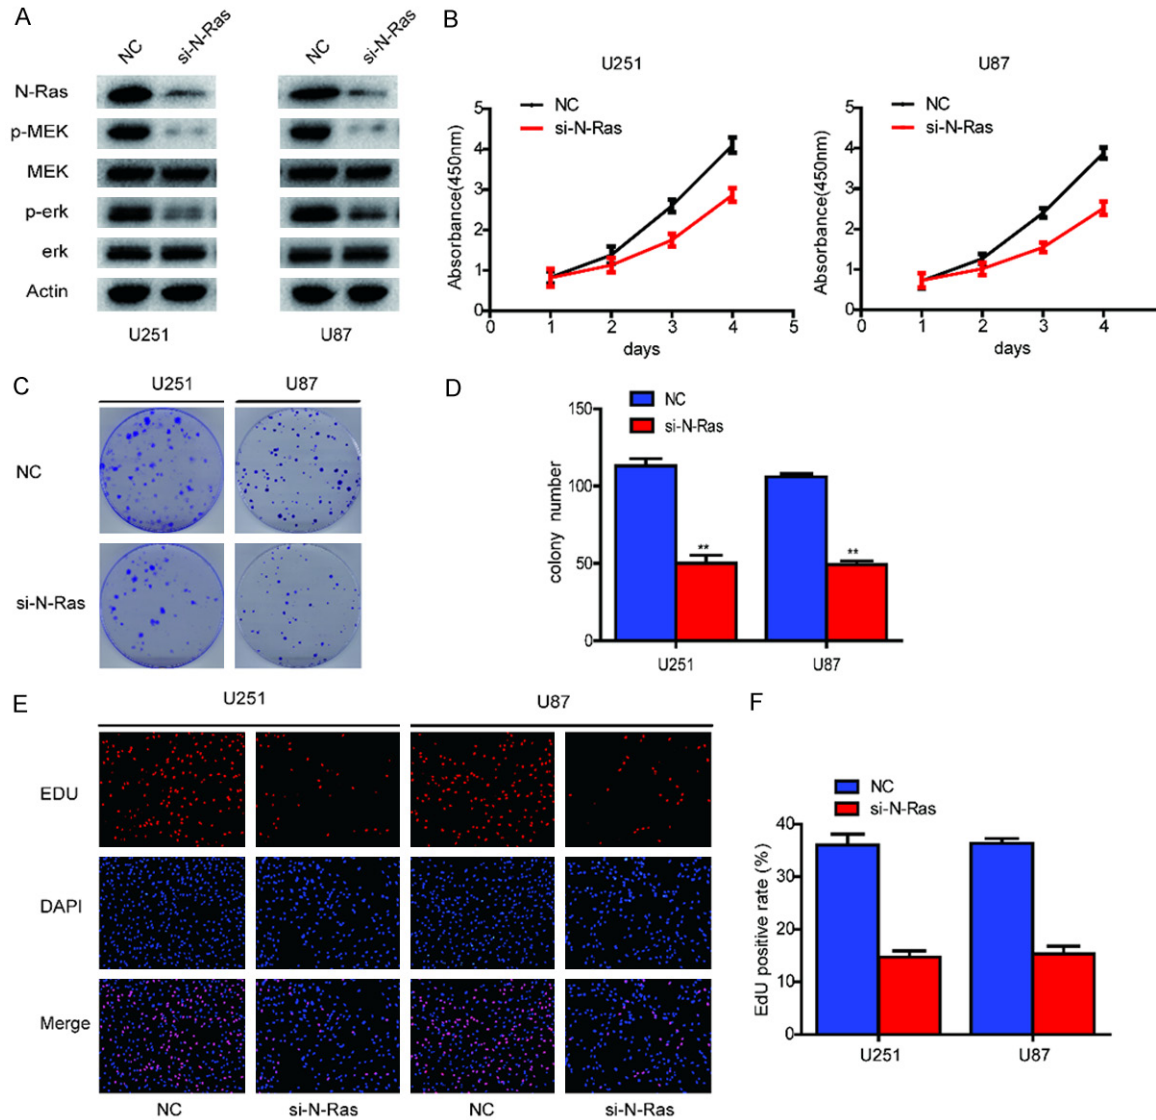 A
NC si-N-Ras NC si-N-Ras
N-Ras
p-MEK
MEK
p-erk
erk
Actin
U251 U87
B
U251
NC
si-N-Ras
Absorbance(450nm)
5
4
3
2
1
0
0 1 2 3 4 5
days
U87
NC
si-N-Ras
Absorbance(450nm)
5
4
3
2
1
0
0 1 2 3 4
days
C
U251 U87
NC
si-N-Ras
D
NC
si-N-Ras
colony number
150
100
50
0
** **
U251 U87
E
U251 U87
EDU
DAPI
Merge
NC si-N-Ras NC si-N-Ras
F
NC
si-N-Ras
EdU positive rate (%)
40
30
20
10
0
U251 U87